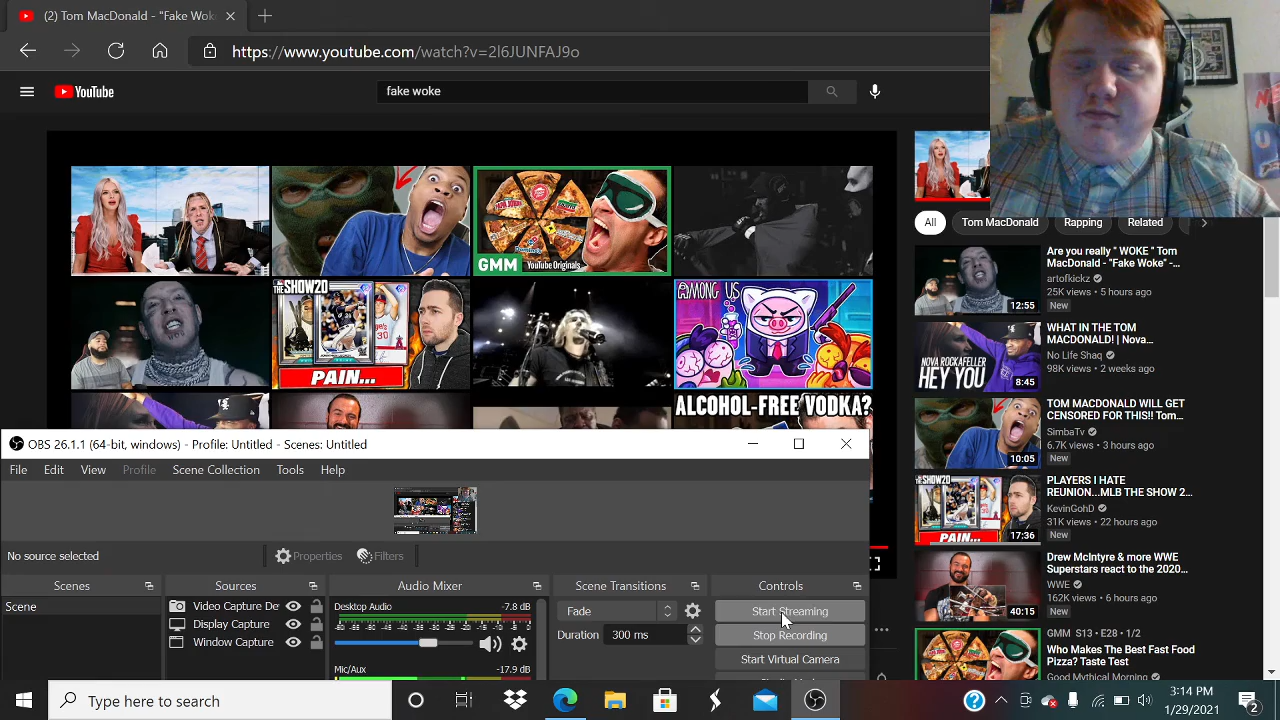 (2) Tom MacDonald - "Fake Wok
https://www.youtube.com/watch?v=2l6JUNFAJ9o
YouTube
fake woke
GMM
YouTube Originals
THE SHOW20
PAIN...
AMONG US
ALCOHOL-FREE VODKA?
All
Tom MacDonald
Rapping
Related
Are you really " WOKE " Tom
MacDonald - "Fake Woke" -...
artofkickz
25K views • 5 hours ago
New
12:55
WHAT IN THE TOM
MACDONALD! | Nova...
No Life Shaq
98K views • 2 weeks ago
NOVA ROCKAFELLER
HEY YOU
8:45
TOM MACDONALD WILL GET
CENSORED FOR THIS!! Tom...
SimbaTv
6.7K views • 3 hours ago
New
10:05
PLAYERS I HATE
REUNION...MLB THE SHOW 2...
KevinGohD
31K views • 22 hours ago
New
THE SHOW20
PAIN...
17:36
Drew McIntyre & more WWE
Superstars react to the 2020...
WWE
162K views • 6 hours ago
New
40:15
GMM S13 • E28 • 1/2
Who Makes The Best Fast Food
Pizza? Taste Test
Good Mythical Morning
OBS 26.1.1 (64-bit, windows) - Profile: Untitled - Scenes: Untitled
File Edit View Profile Scene Collection Tools Help
No source selected
Properties
Filters
Scenes
Sources
Audio Mixer
Scene Transitions
Controls
Scene
Video Capture De
Display Capture
Window Capture
Desktop Audio
-7.8 dB
Mic/Aux
-17.9 dB
Fade
Duration 300 ms
Start Streaming
Stop Recording
Start Virtual Camera
Type here to search
3:14 PM
1/29/2021
2